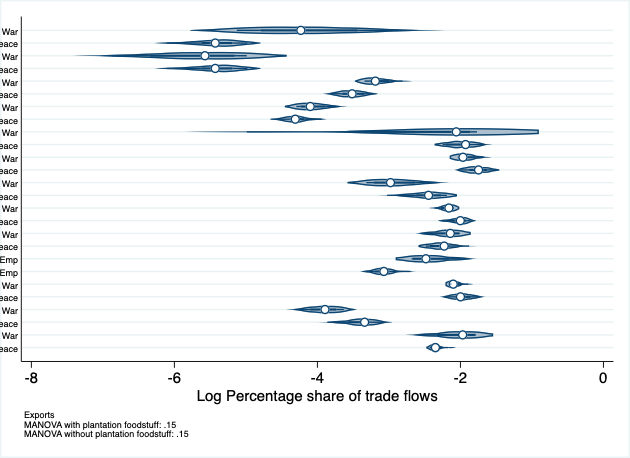 War
eace
War
eace
War
eace
War
eace
War
eace
War
eace
War
eace
War
eace
War
eace
Emp
Emp
War
eace
War
eace
War
eace
-8 -6 -4 -2 0
Log Percentage share of trade flows
Exports
MANOVA with plantation foodstuff: .15
MANOVA without plantation foodstuff: .15